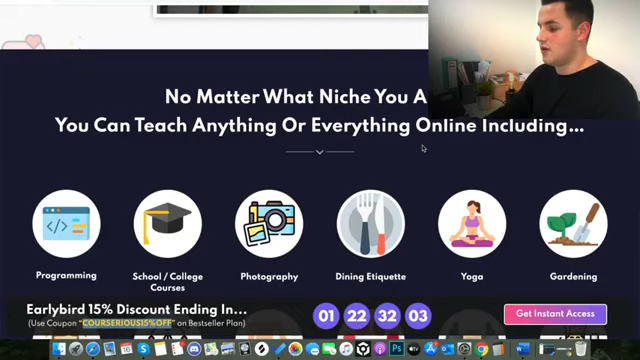 No Matter What Niche You A
You Can Teach Anything Or Everything Online Including...
Programming
School / College
Courses
Photography
Dining Etiquette
Yoga
Gardening
Earlybird 15% Discount Ending In...
(Use Coupon "COURSERIOUS15%OFF" on Bestseller Plan)
01 22 32 03
Get Instant Access